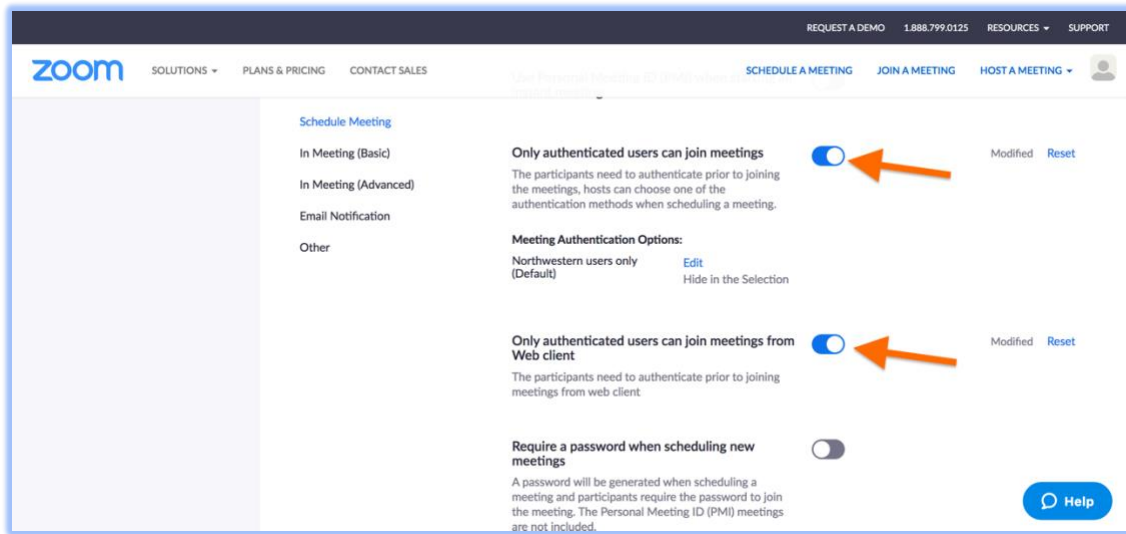 REQUEST A DEMO 1.888.799.0125 RESOURCES SUPPORT
zoom SOLUTIONS PLANS & PRICING CONTACT SALES SCHEDULE A MEETING JOIN A MEETING HOST A MEETING
Schedule Meeting
In Meeting (Basic)
In Meeting (Advanced)
Email Notification
Other
Only authenticated users can join meetings
Modified Reset
The participants need to authenticate prior to joining
the meetings, hosts can choose one of the
authentication methods when scheduling a meeting.
Meeting Authentication Options:
Northwestern users only
(Default)
Edit
Hide in the Selection
Only authenticated users can join meetings from
Web client
Modified Reset
The participants need to authenticate prior to joining
meetings from web client
Require a password when scheduling new
meetings
A password will be generated when scheduling a
meeting and participants require the password to join
the meeting. The Personal Meeting ID (PMI) meetings
are not included.
Help